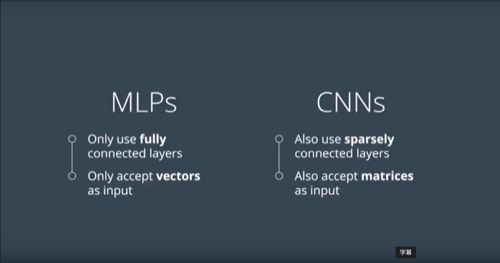 MLPs
Only use fully
connected layers
Only accept vectors
as input
CNNs
Also use sparsely
connected layers
Also accept matrices
as input
字幕